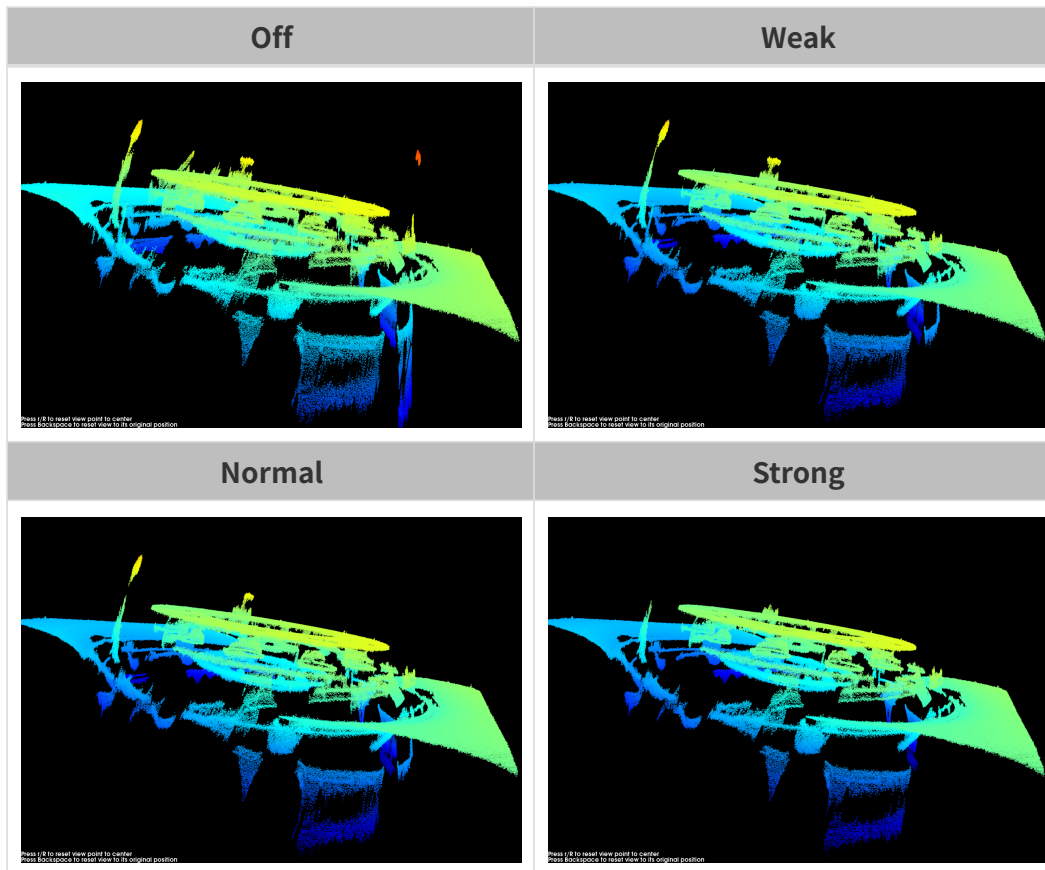 Off
Weak
Press r/R to reset view point to center
Press Backspace to reset view to its original position
Press r/R to reset view point to center
Press Backspace to reset view to its original position
Normal
Strong
Press r/R to reset view point to center
Press Backspace to reset view to its original position
Press r/R to reset view point to center
Press Backspace to reset view to its original position